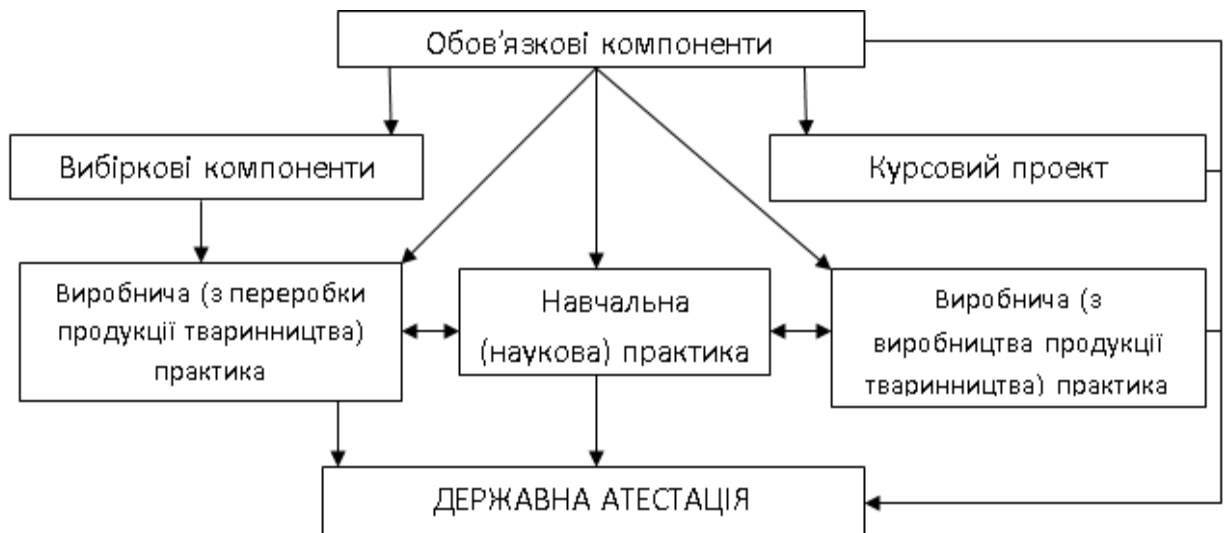 Обов'язкові компоненти
Вибіркові компоненти
Курсовий проект
Виробнича (з переробки
продукції тваринництва)
практика
Навчальна
(наукова) практика
Виробнича (з
виробництва продукції
тваринництва) практика
ДЕРЖАВНА АТЕСТАЦІЯ